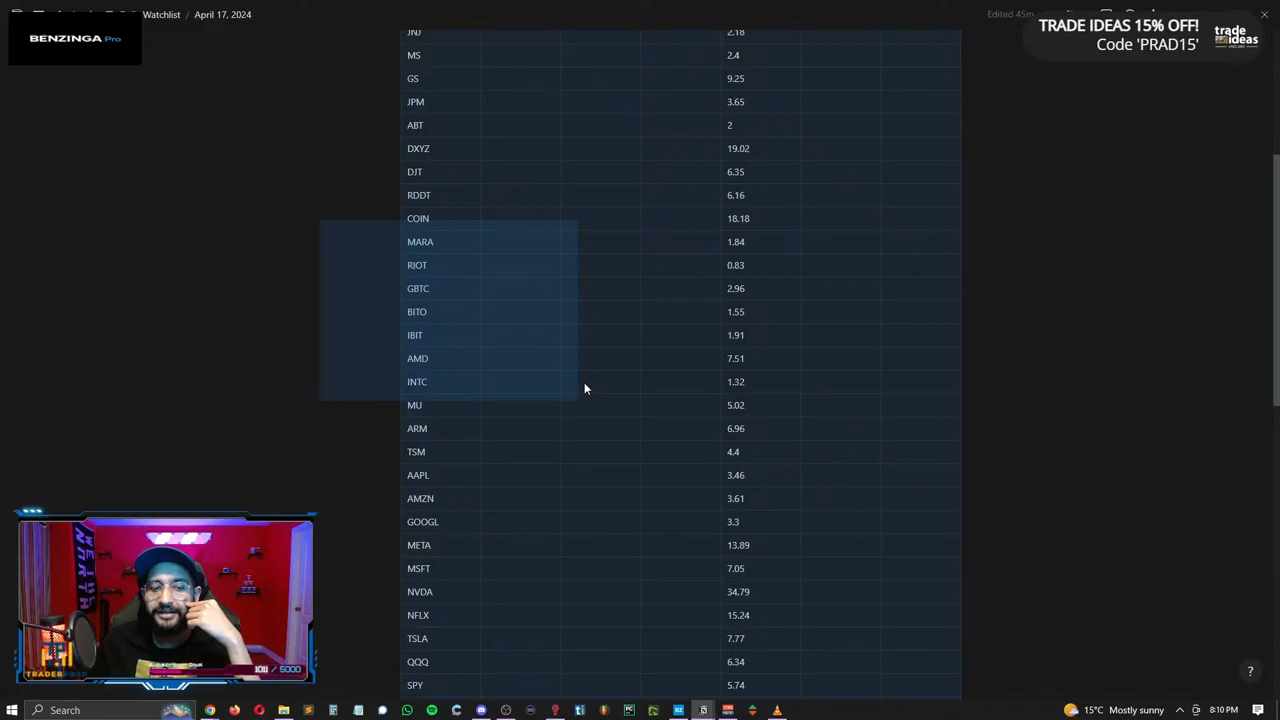 Watchlist / April 17, 2024
Edited 45m
BENZINGA Pro
TRADE IDEAS 15% OFF!
Code 'PRAD15'
trade
ideas
JNJ 2.18
MS 2.4
GS 9.25
JPM 3.65
ABT 2
DXYZ 19.02
DJT 6.35
RDDT 6.16
COIN 18.18
MARA 1.84
RIOT 0.83
GBTC 2.96
BITO 1.55
IBIT 1.91
AMD 7.51
INTC 1.32
MU 5.02
ARM 6.96
TSM 4.4
AAPL 3.46
AMZN 3.61
GOOGL 3.3
META 13.89
MSFT 7.05
NVDA 34.79
NFLX 15.24
TSLA 7.77
QQQ 6.34
SPY 5.74
1011 / 5000
TRADERPRAD
?
Search
15°C Mostly sunny
8:10 PM